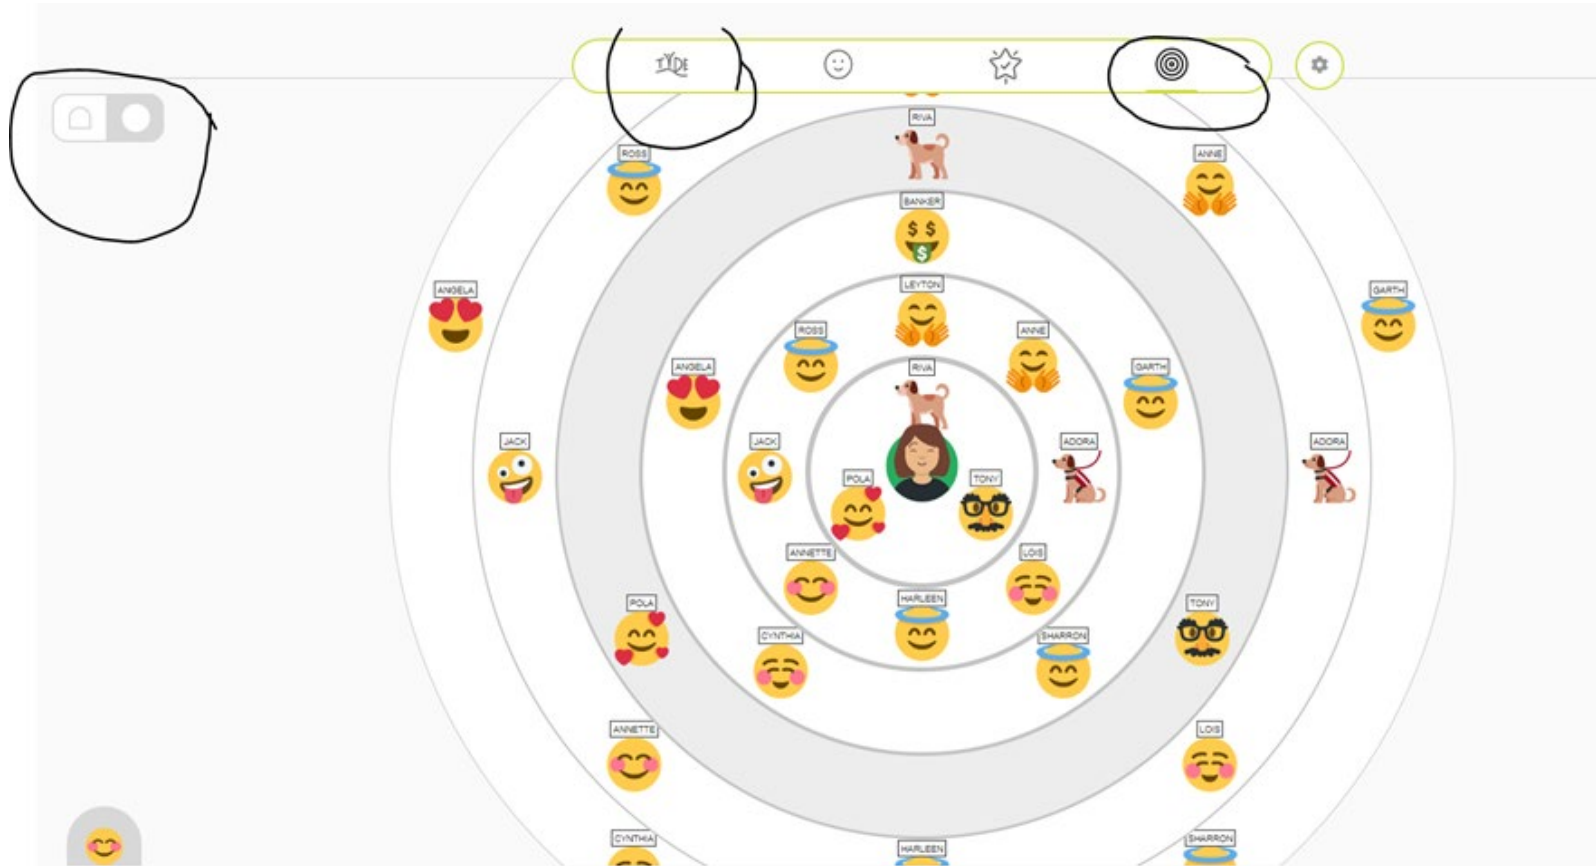 TYDE
RIVA
ROSS
ANNE
BANKER
$ $
$
ANGELA
LEYTON
GARTH
ROSS
ANNE
ANGELA
RIVA
GARTH
JACK
JACK
ADORA
ADORA
POLA
TONY
ANNETTE
LOIS
POLA
HARLEEN
TONY
CYNTHIA
SHARRON
ANNETTE
LOIS
CYNTHIA
HARLEEN
SHARRON